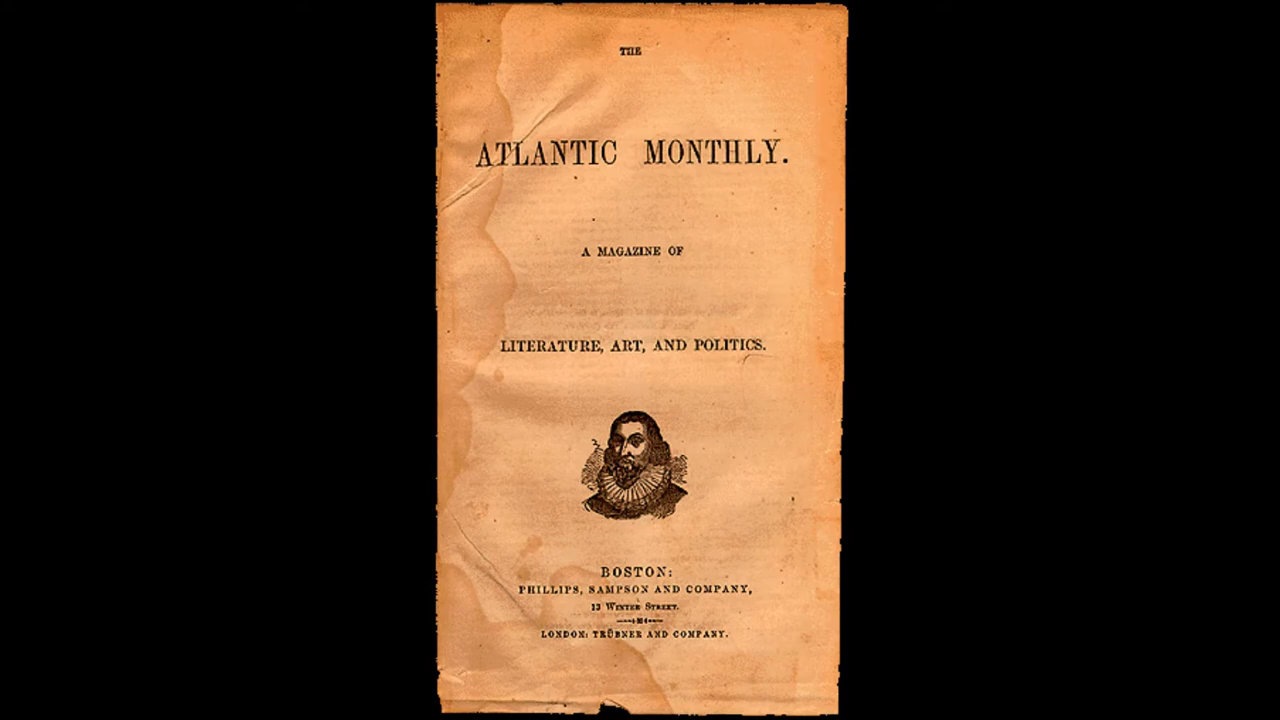 THE
ATLANTIC MONTHLY.
A MAGAZINE OF
LITERATURE, ART, AND POLITICS.
BOSTON:
PHILLIPS, SAMPSON AND COMPANY,
13 WINTER STREET.
LONDON: TRÜBNER AND COMPANY.